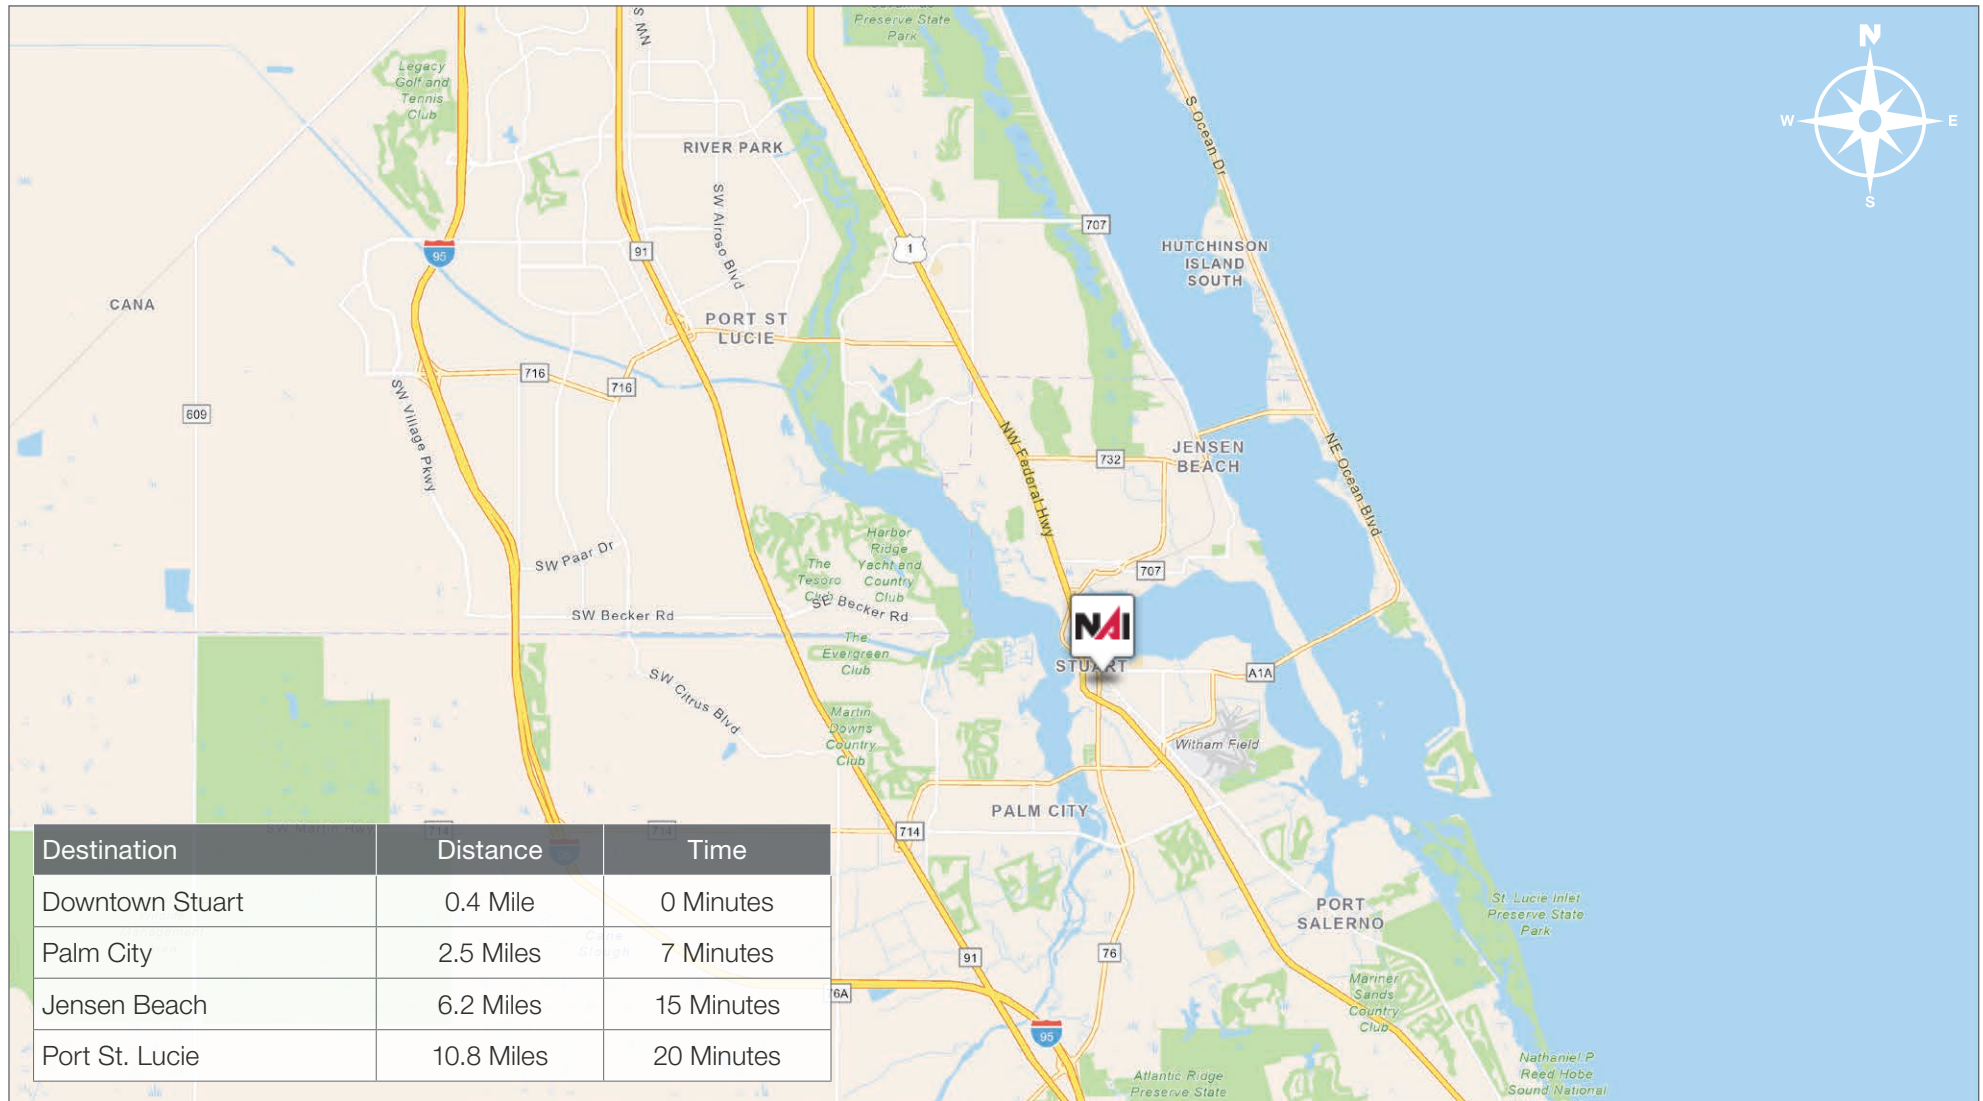 Preserve State
Park
N
W
E
S
Legacy
Golf and
Tennis
Club
S Ocean Dr
RIVER PARK
SW Airoso Blvd
707
1
91
95
HUTCHINSON
ISLAND
SOUTH
CANA
PORT ST
LUCIE
716
716
609
SW Village Pkwy
NW Federal Hwy
732
JENSEN
BEACH
NE Ocean Blvd
Harbor
Ridge
Yacht and
Country
Club
The
Tesoro
Club
SW Paar Dr
707
SW Becker Rd
SE Becker Rd
NAI
The
Evergreen
Club
STUART
A1A
SW Citrus Blvd
Martin
Downs
Country
Club
Witham Field
PALM CITY
SW Martin Hwy
714
714
714
Destination Distance Time
Downtown Stuart 0.4 Mile 0 Minutes
Palm City 2.5 Miles 7 Minutes
Jensen Beach 6.2 Miles 15 Minutes
Port St. Lucie 10.8 Miles 20 Minutes
PORT
SALERNO
St. Lucie Inlet
Preserve State
Park
91
76
76A
95
Mariner
Sands
Country
Club
Nathaniel P
Reed Hobe
Sound National
Atlantic Ridge
Preserve State